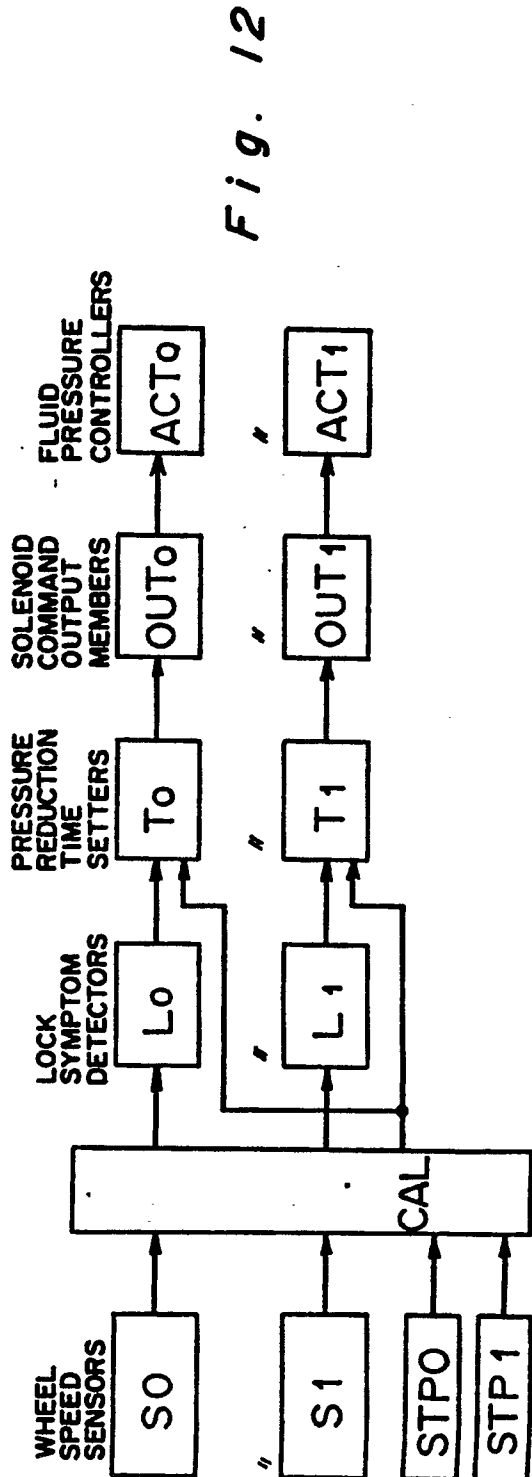 WHEEL
SPEED
SENSORS
LOCK
SYMPTOM
DETECTORS
PRESSURE
REDUCTION
TIME
SETTERS
SOLENOID
COMMAND
OUTPUT
MEMBERS
FLUID
PRESSURE
CONTROLLERS
S0
L0
T0
OUT0
ACT0
〃 〃 〃 〃 〃
S1
L1
T1
OUT1
ACT1
CAL
STP0
STP1
Fig. 12